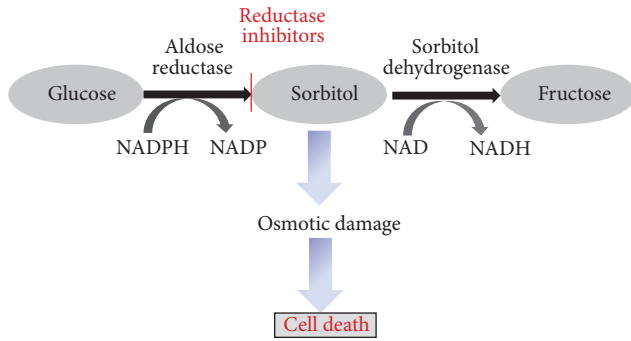 Reductase
inhibitors
Aldose
reductase
Sorbitol
dehydrogenase
Glucose
Sorbitol
Fructose
NADPH
NADP
NAD
NADH
Osmotic damage
Cell death